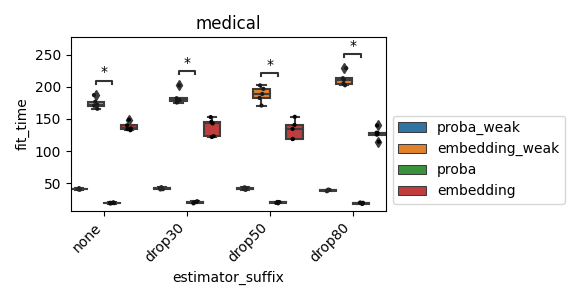 medical
fit_time
250
200
150
100
50
*
*
*
*
none
drop30
drop50
drop80
estimator_suffix
proba_weak
embedding_weak
proba
embedding